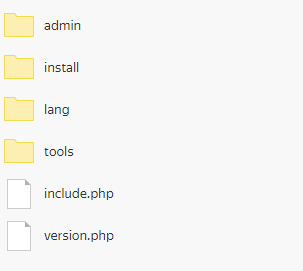 admin
install
lang
tools
include.php
version.php